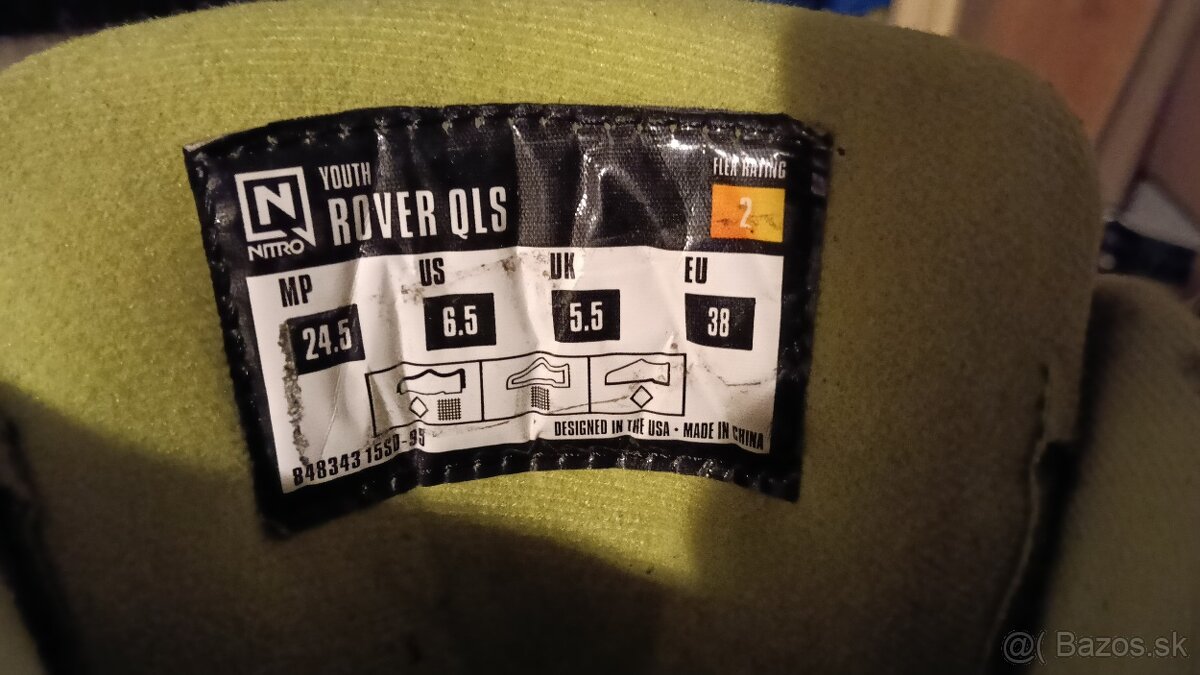 YOUTH
ROVER QLS
FLEX RATING
2
N
NITRO
MP
US
UK
EU
24.5
6.5
5.5
38
DESIGNED IN THE USA • MADE IN CHINA
848343 15SD-95
@( Bazos.sk